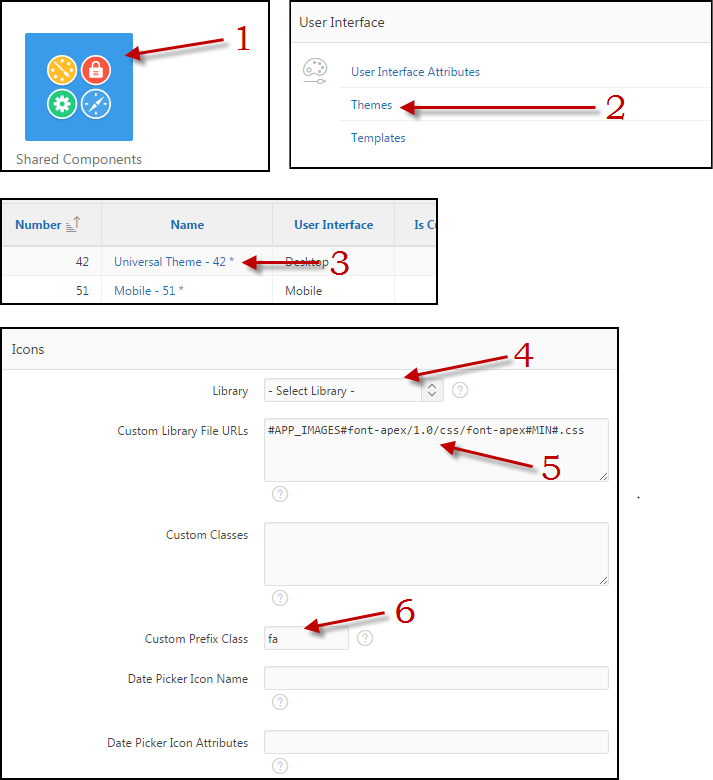 1
Shared Components
User Interface
User Interface Attributes
Themes
2
Templates
Number Name User Interface Is Cu
42 Universal Theme - 42 * Desktop
3
51 Mobile - 51 *  Mobile
Icons
4
Library - Select Library - ?
Custom Library File URLs #APP_IMAGES#font-apex/1.0/css/font-apex#MIN#.css
5
?
Custom Classes
?
6
Custom Prefix Class fa ?
Date Picker Icon Name
?
Date Picker Icon Attributes
?
.